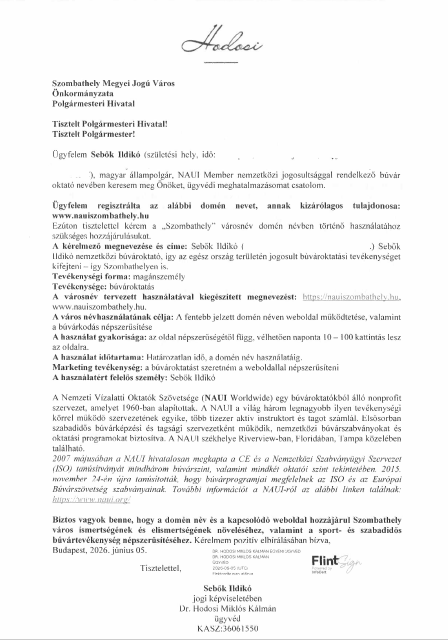 Hodosi
Szombathely Megyei Jogú Város
Önkormányzata
Polgármesteri Hivatal
Tisztelt Polgármesteri Hivatal!
Tisztelt Polgármester!
Ügyfelem Sebők Ildikó (születési hely, idő:
), magyar állampolgár, NAUI Member nemzetközi jogosultsággal rendelkező búvár
oktató nevében keresem meg Önöket, ügyvédi meghatalmazásomat csatolom.
Ügyfelem regisztrálta az alábbi domén nevet, annak kizárólagos tulajdonosa:
www.nauiszombathely.hu
Ezúton tisztelettel kérem a „Szombathely" városnév domén névben történő használatához
szükséges hozzájárulásukat.
A kérelmező megnevezése és címe: Sebők Ildikó ( .) Sebők
Ildikó nemzetközi búvároktató, így az egész ország területén jogosult búvároktatási tevékenységet
kifejteni – így Szombathelyen is.
Tevékenységi forma: magánszemély
Tevékenysége: búvároktatás
A városnév tervezett használatával kiegészített megnevezést: https://nauiszombathely.hu,
www.nauiszombathely.hu.
A város névhasználatának célja: A fentebb jelzett domén néven weboldal működtetése, valamint
a búvárkodás népszerűsítése
A használat gyakorisága: az oldal népszerűségétől függ, vélhetően naponta 10 – 100 kattintás lesz
az oldalra.
A használat időtartama: Határozatlan idő, a domén név használatáig.
Marketing tevékenység: a búvároktatást szeretném a weboldallal népszerűsíteni
A használatért felelős személy: Sebők Ildikó
A Nemzeti Vízalatti Oktatók Szövetsége (NAUI Worldwide) egy búvároktatókból álló nonprofit
szervezet, amelyet 1960-ban alapítottak. A NAUI a világ három legnagyobb ilyen tevékenységi
körrel működő szervezetének egyike, több tízezer aktív instruktort és tagot számlál. Elsősorban
szabadidős búvárképzési és tagsági szervezetként működik, nemzetközi búvárszabványokat és
oktatási programokat biztosítva. A NAUI székhelye Riverview-ban, Floridában, Tampa közelében
található.
2007 májusában a NAUI hivatalosan megkapta a CE és a Nemzetközi Szabványügyi Szervezet
(ISO) tanúsítványát mindhárom búvárszint, valamint mindkét oktatói szint tekintetében. 2015.
november 24-én újra tanúsították, hogy búvárprogramjai megfelelnek az ISO és az Európai
Búvárszövetség szabványainak. További információt a NAUI-ról az alábbi linken találnak:
https://www.naui.org/
Biztos vagyok benne, hogy a domén név és a kapcsolódó weboldal hozzájárul Szombathely
város ismertségének és elismertségének növeléséhez, valamint a sport- és szabadidős
búvártevékenység népszerűsítéséhez. Kérelmem pozitív elbírálásában bízva,
Budapest, 2026. június 05.
DR. HODOSI MIKLÓS KÁLMÁN EGYÉNI ÜGYVÉD
DR. HODOSI MIKLÓS KÁLMÁN
Flint Sign
Tisztelettel,
Sebők Ildikó
jogi képviseletében
Dr. Hodosi Miklós Kálmán
ügyvéd
KASZ:36061550